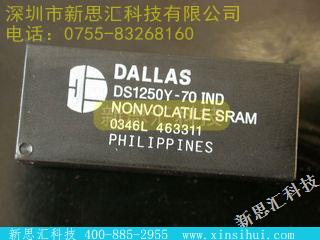 深圳市新思汇科技有限公司
电话：0755-83268160
DALLAS
DS1250Y-70 IND
NONVOLATILE SRAM
0346L 463311
PHILIPPINES
新思汇科技
新思汇科技 400-885-2955 http://www.xinsihui.com